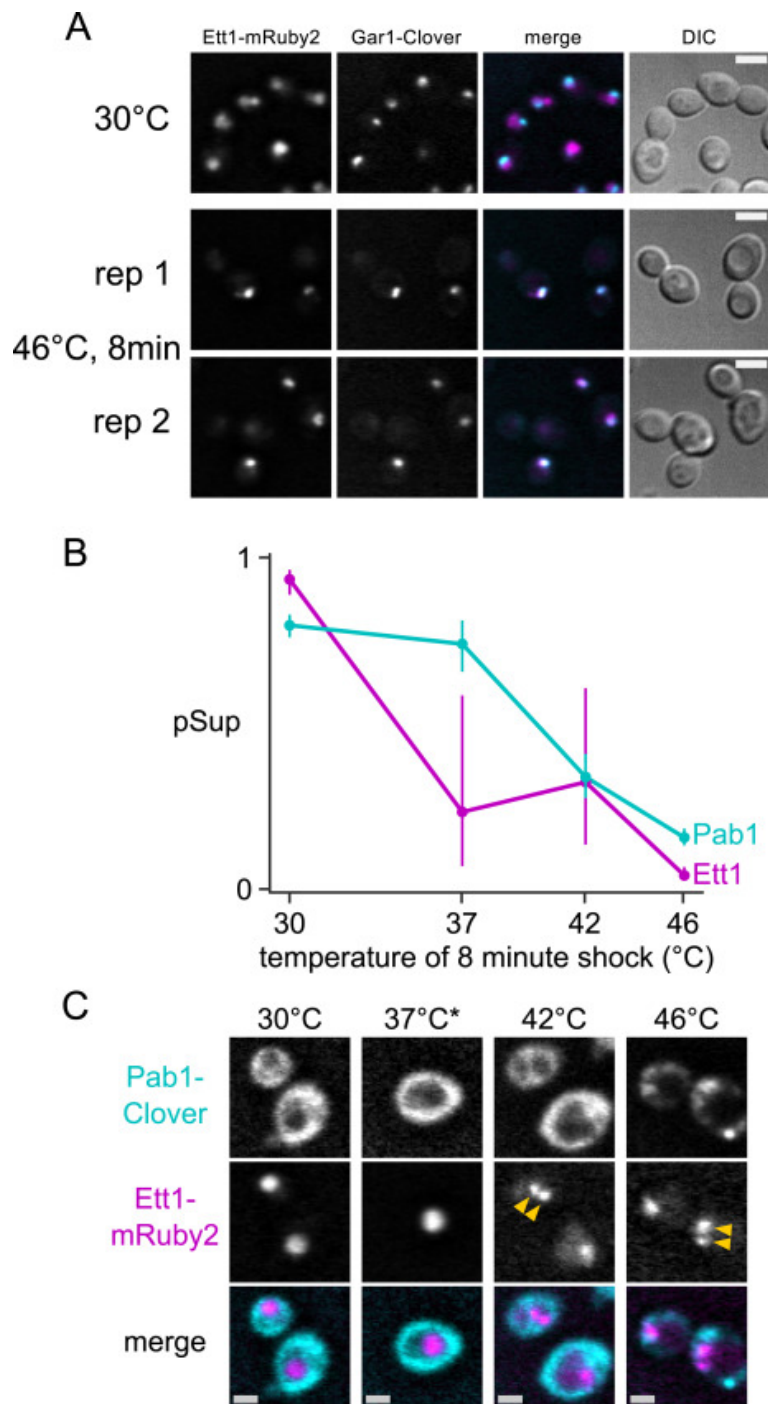 A
Ett1-mRuby2 Gar1-Clover merge DIC
30°C
rep 1
46°C, 8min
rep 2
B
1
pSup
Pab1
Ett1
0
30 37 42 46
temperature of 8 minute shock (°C)
C
30°C 37°C* 42°C 46°C
Pab1-
Clover
Ett1-
mRuby2
merge